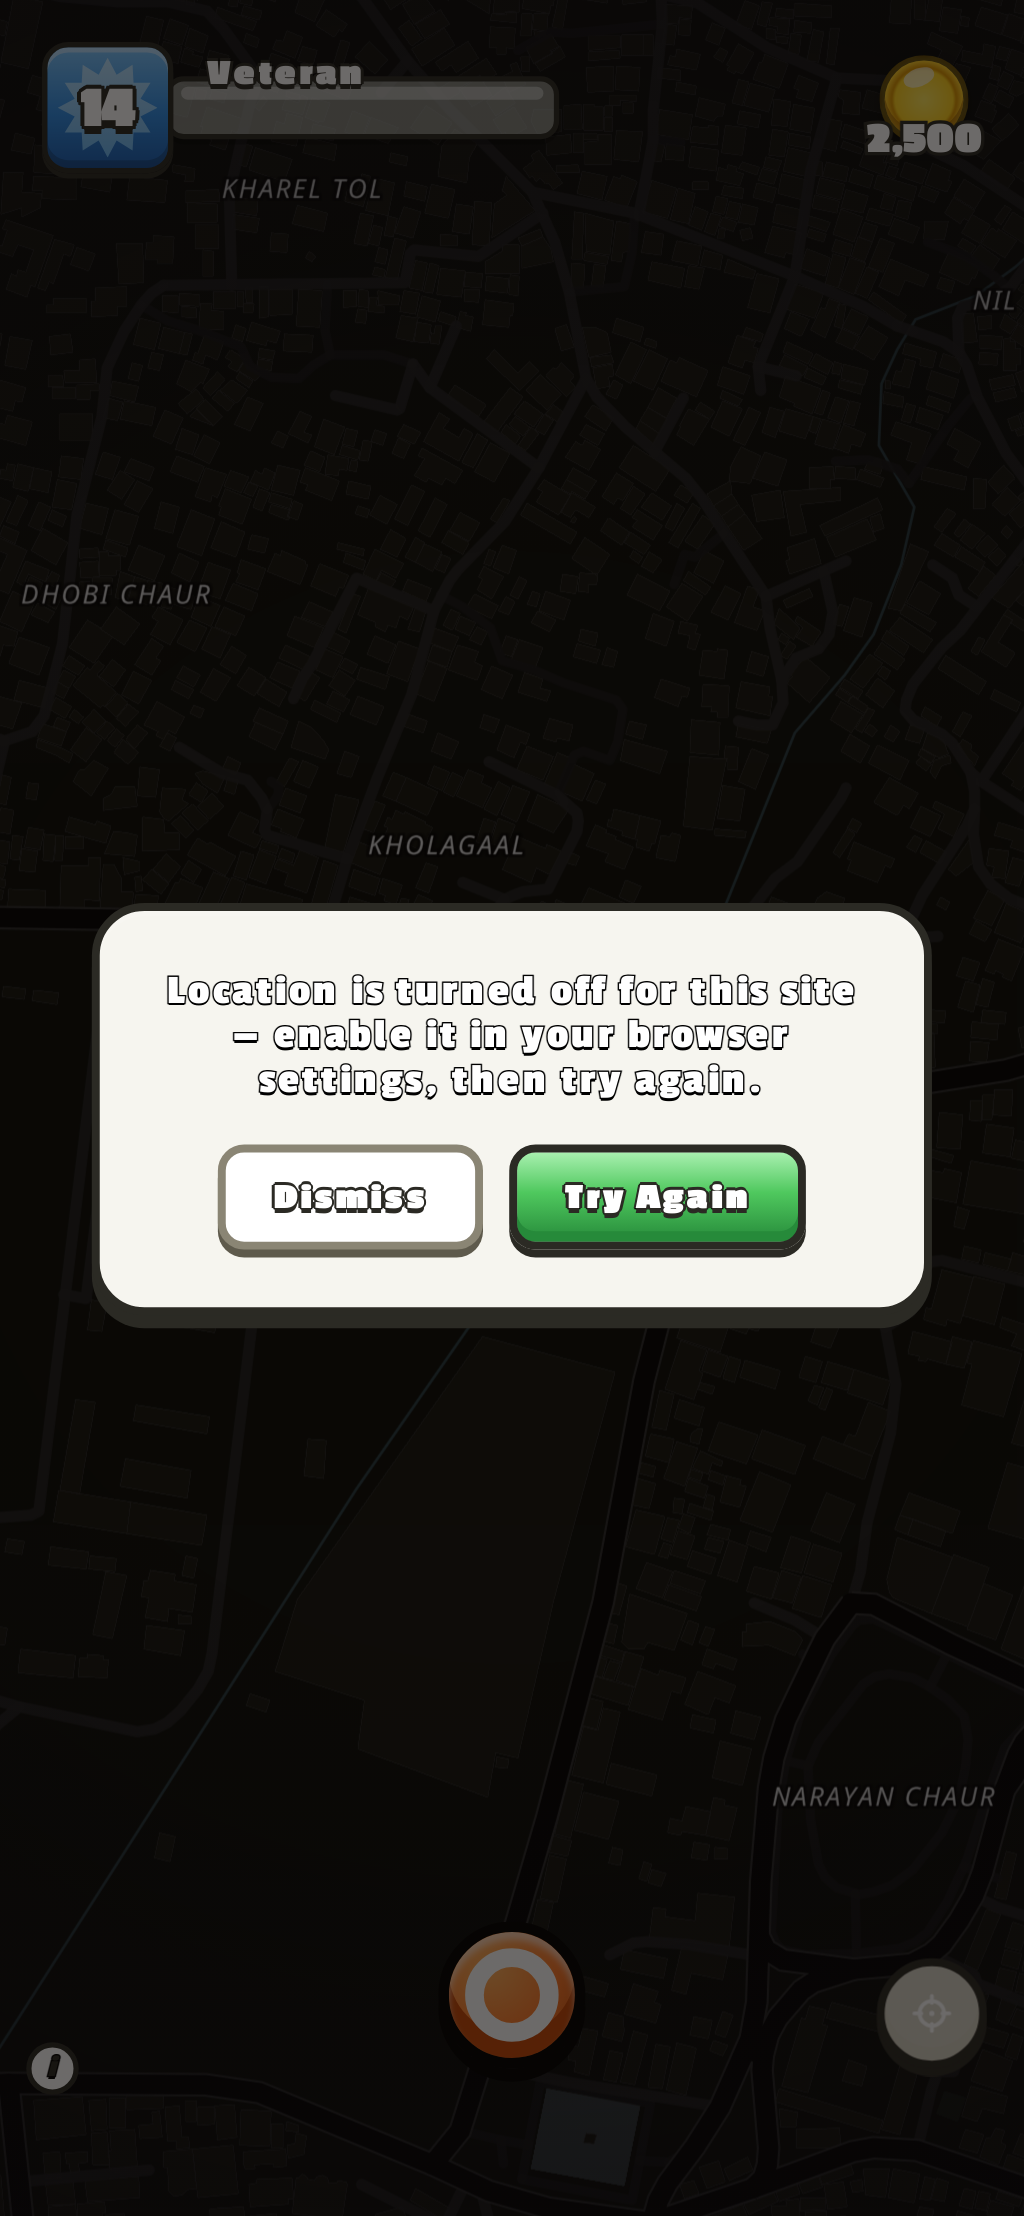 Veteran
14
2,500
KHAREL TOL
NIL
DHOBI CHAUR
KHOLAGAAL
Location is turned off for this site
— enable it in your browser
settings, then try again.
Dismiss
Try Again
NARAYAN CHAUR
i